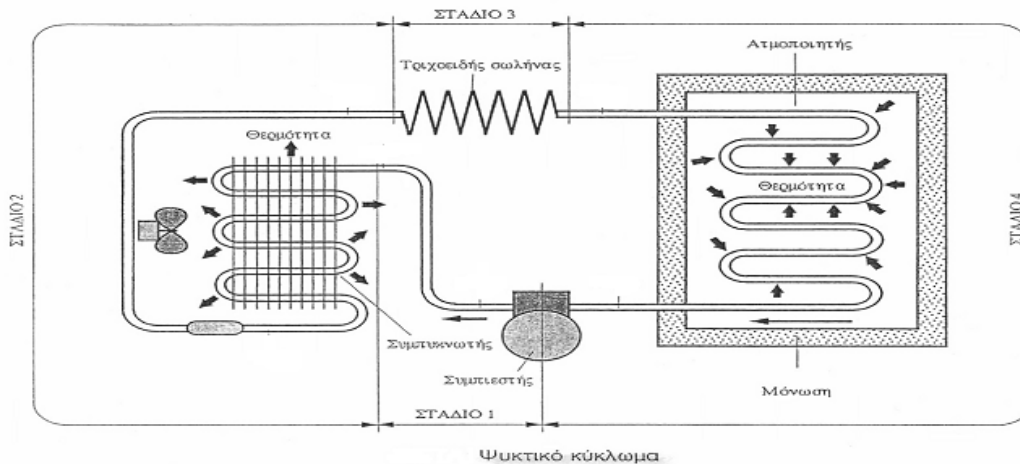 ΣΤΑΔΙΟ 3
Ατμοποιητής
Τριχοειδής σωλήνας
Θερμότητα
Θερμότητα
ΣΤΑΔΙΟ 2
ΣΤΑΔΙΟ 4
Συμπυκνωτής
Συμπιεστής
Μόνωση
ΣΤΑΔΙΟ 1
Ψυκτικό κύκλωμα